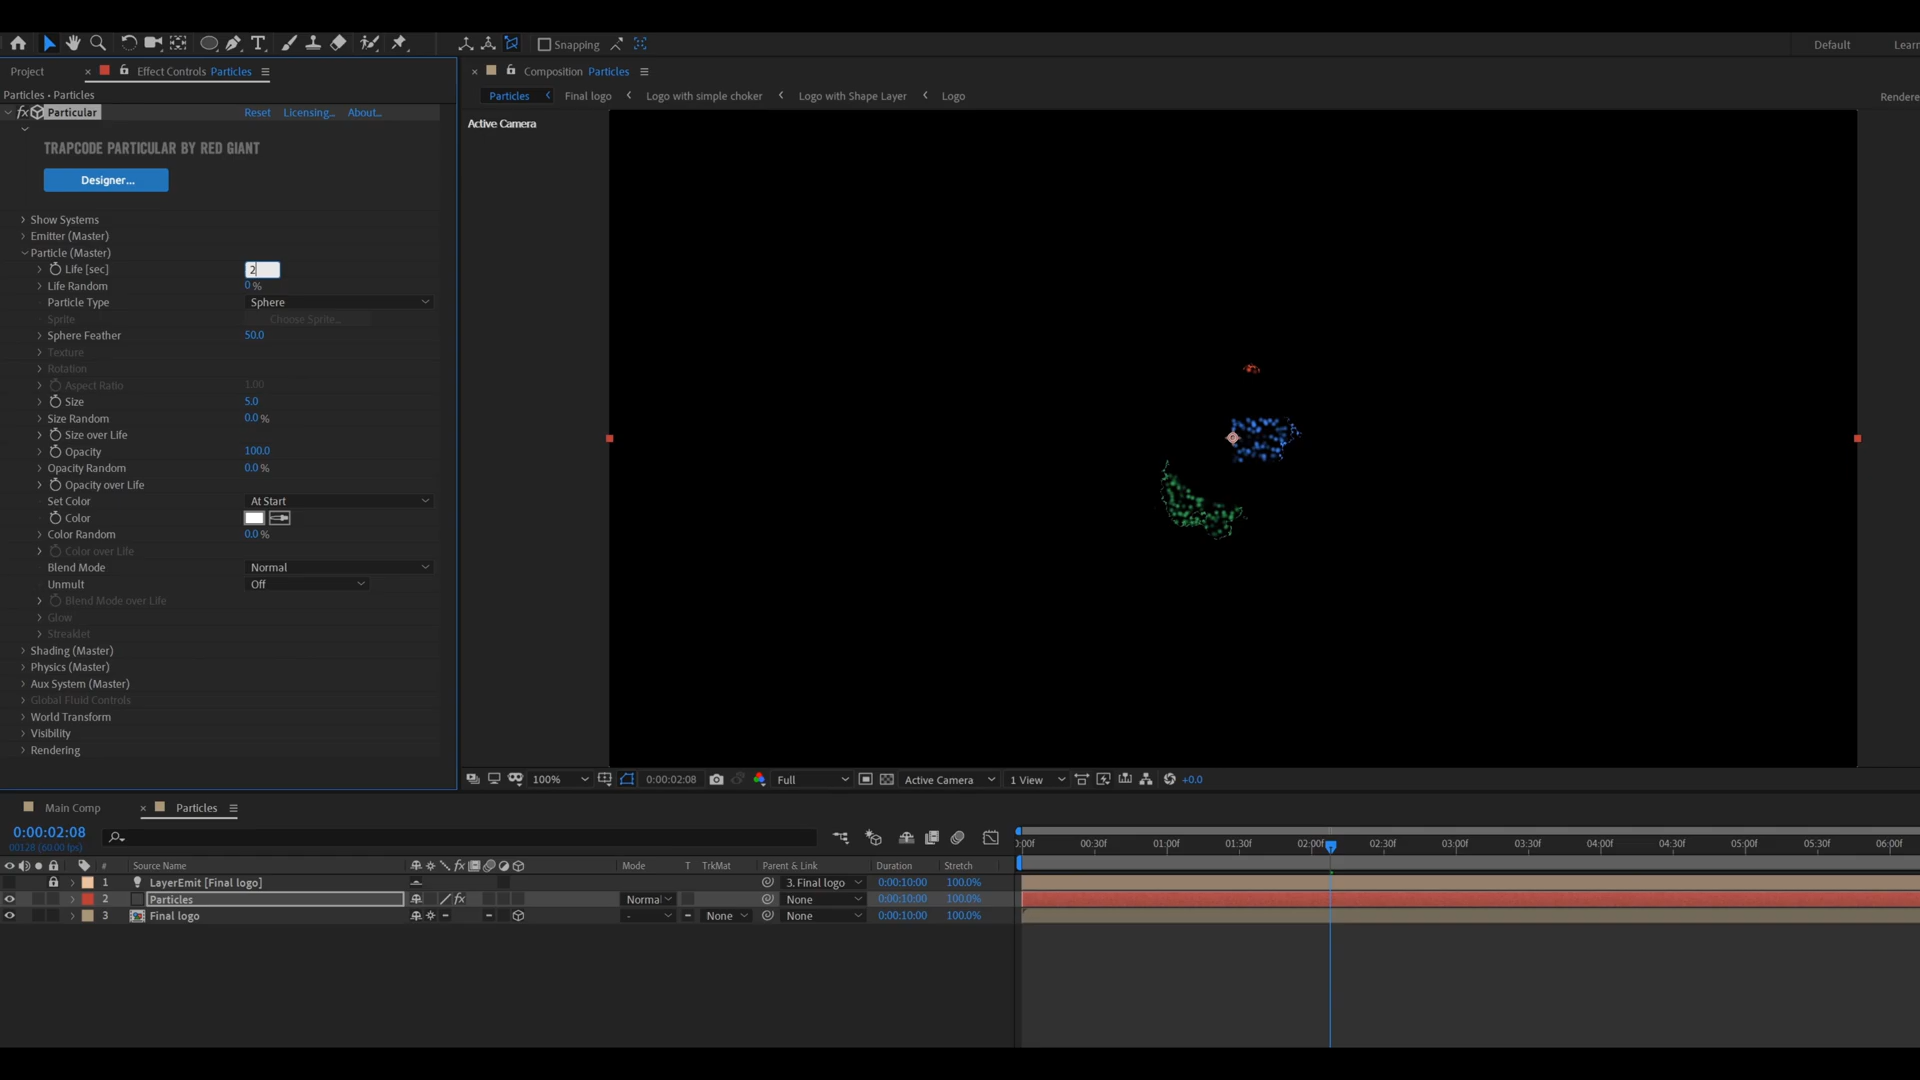 Snapping
Default
Learn
Project
Effect Controls Particles
Composition Particles
Particles • Particles
Particles
Final logo
Logo with simple choker
Logo with Shape Layer
Logo
Rendere
fx Particular
Reset
Licensing...
About...
Active Camera
TRAPCODE PARTICULAR BY RED GIANT
Designer...
Show Systems
Emitter (Master)
Particle (Master)
Life [sec] 2
Life Random 0 %
Particle Type Sphere
Sprite Choose Sprite...
Sphere Feather 50.0
Texture
Rotation
Aspect Ratio 1.00
Size 5.0
Size Random 0.0 %
Size over Life
Opacity 100.0
Opacity Random 0.0 %
Opacity over Life
Set Color At Start
Color
Color Random 0.0 %
Color over Life
Blend Mode Normal
Unmult Off
Blend Mode over Life
Glow
Streaklet
Shading (Master)
Physics (Master)
Aux System (Master)
Global Fluid Controls
World Transform
Visibility
Rendering
100%
0:00:02:08
Full
Active Camera
1 View
+0.0
Main Comp
Particles
0:00:02:08
00128 (60.00 fps)
):00f 00:30f 01:00f 01:30f 02:00f 02:30f 03:00f 03:30f 04:00f 04:30f 05:00f 05:30f 06:00f
# Source Name fx Mode T TrkMat Parent & Link Duration Stretch
1 LayerEmit [Final logo] 3. Final logo 0:00:10:00 100.0%
2 Particles fx Normal None 0:00:10:00 100.0%
3 Final logo - None None 0:00:10:00 100.0%